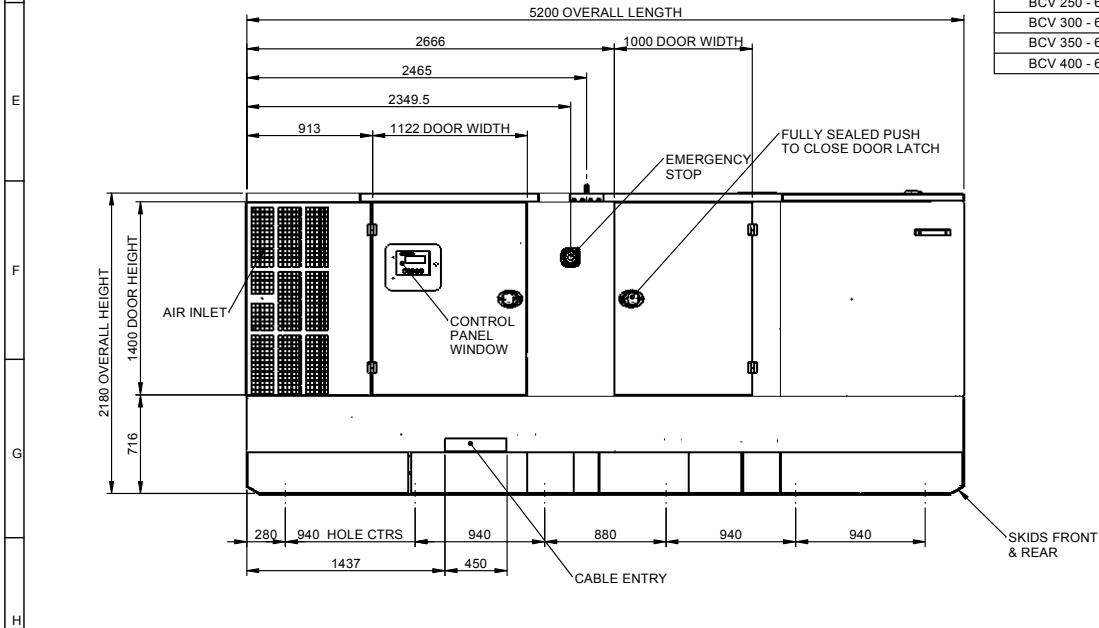 5200 OVERALL LENGTH
BCV 250 - 6
BCV 300 - 6
BCV 350 - 6
BCV 400 - 6
2666
1000 DOOR WIDTH
2465
2349.5
913
1122 DOOR WIDTH
E
FULLY SEALED PUSH
TO CLOSE DOOR LATCH
EMERGENCY
STOP
F
2180 OVERALL HEIGHT
1400 DOOR HEIGHT
AIR INLET
CONTROL
PANEL
WINDOW
716
G
280
940 HOLE CTRS
940
880
940
940
SKIDS FRONT
& REAR
1437
450
CABLE ENTRY
H